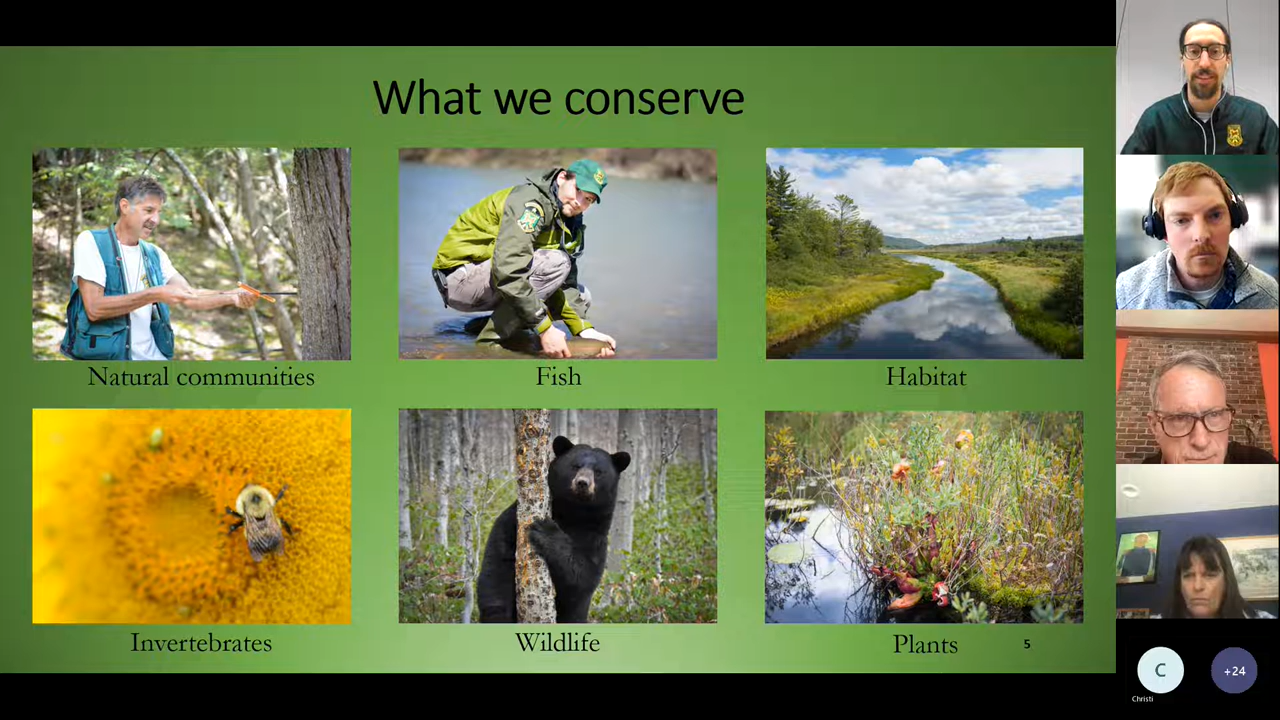 What we conserve
Natural communities
Fish
Habitat
Invertebrates
Wildlife
Plants
5
C
+24
Christi